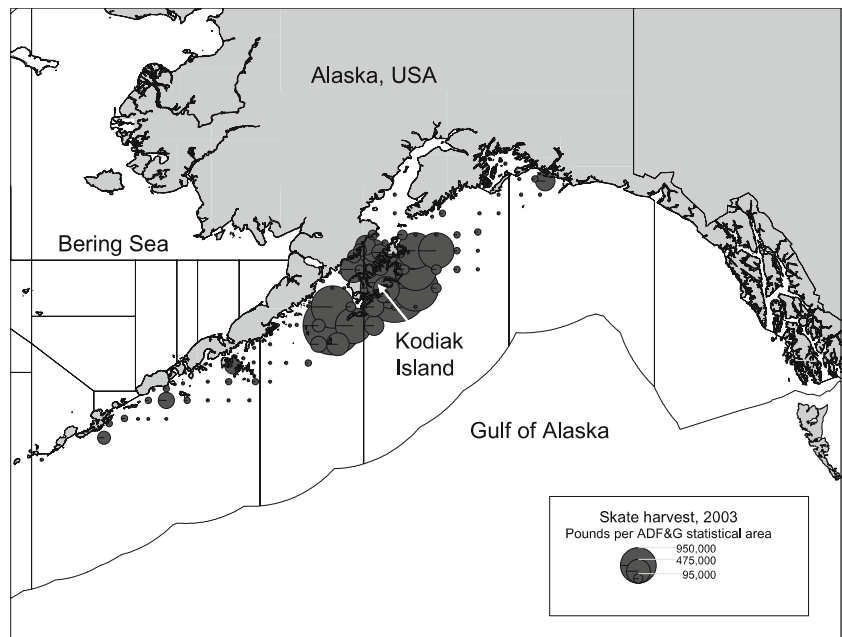 Alaska, USA
Bering Sea
Kodiak
Island
Gulf of Alaska
Skate harvest, 2003
Pounds per ADF&G statistical area
950,000
475,000
95,000